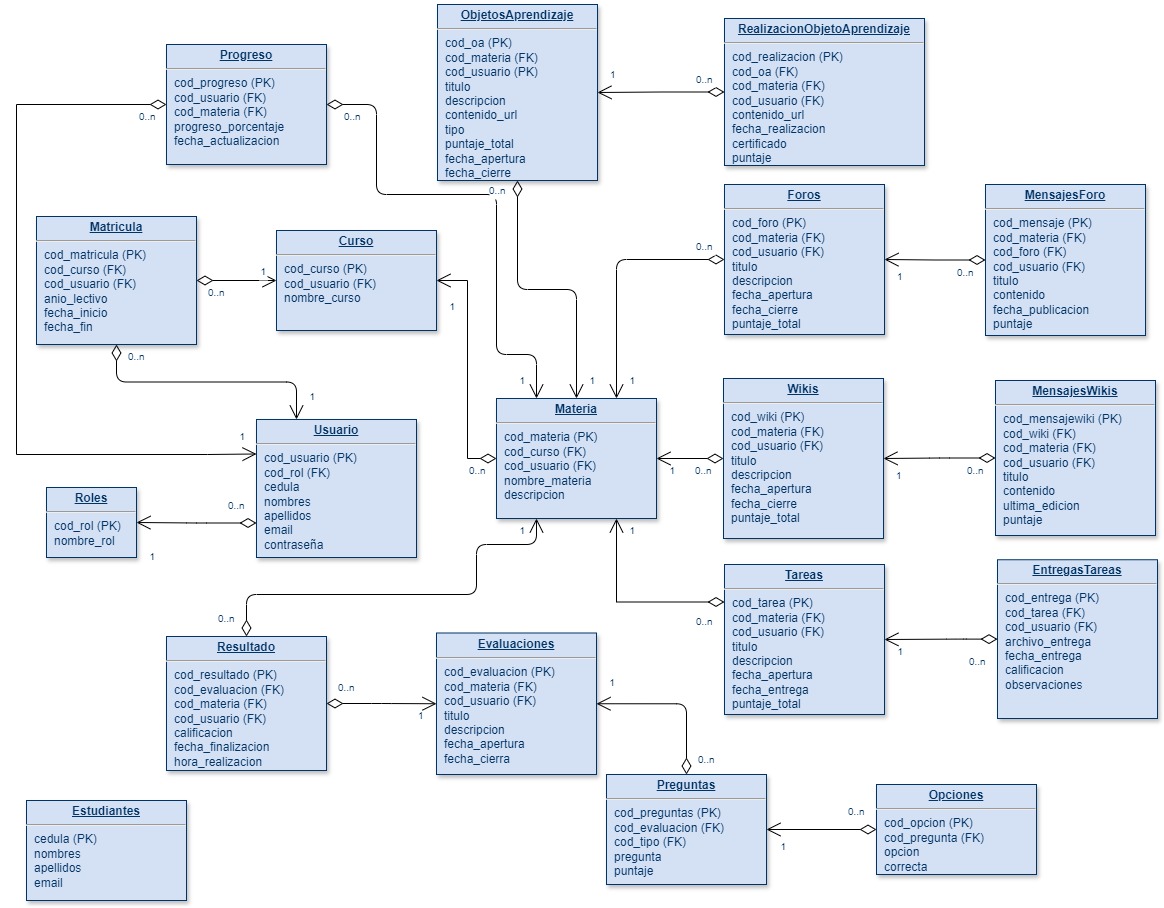 ObjetosAprendizaje
cod_oa (PK)
cod_materia (FK)
cod_usuario (PK)
titulo
descripcion
contenido_url
tipo
puntaje_total
fecha_apertura
fecha_cierre
RealizacionObjetoAprendizaje
cod_realizacion (PK)
cod_oa (FK)
cod_materia (FK)
cod_usuario (FK)
contenido_url
fecha_realizacion
certificado
puntaje
1
0..n
Progreso
cod_progreso (PK)
cod_usuario (FK)
cod_materia (FK)
progreso_porcentaje
fecha_actualizacion
0..n
0..n
0..n
Foros
cod_foro (PK)
cod_materia (FK)
cod_usuario (FK)
titulo
descripcion
fecha_apertura
fecha_cierre
puntaje_total
0..n
MensajesForo
cod_mensaje (PK)
cod_materia (FK)
cod_foro (FK)
cod_usuario (FK)
titulo
contenido
fecha_publicacion
puntaje
1
0..n
Matricula
cod_matricula (PK)
cod_curso (FK)
cod_usuario (FK)
anio_lectivo
fecha_inicio
fecha_fin
0..n
1
0..n
Curso
cod_curso (PK)
cod_usuario (FK)
nombre_curso
1
1
1
1
1
1
Materia
cod_materia (PK)
cod_curso (FK)
cod_usuario (FK)
nombre_materia
descripcion
0..n
1
0..n
Wikis
cod_wiki (PK)
cod_materia (FK)
cod_usuario (FK)
titulo
descripcion
fecha_apertura
fecha_cierre
puntaje_total
1
0..n
MensajesWikis
cod_mensajewiki (PK)
cod_wiki (FK)
cod_materia (FK)
cod_usuario (FK)
titulo
contenido
ultima_edicion
puntaje
Usuario
cod_usuario (PK)
cod_rol (FK)
cedula
nombres
apellidos
email
contraseña
0..n
1
Roles
cod_rol (PK)
nombre_rol
1
1
0..n
Tareas
cod_tarea (PK)
cod_materia (FK)
cod_usuario (FK)
titulo
descripcion
fecha_apertura
fecha_entrega
puntaje_total
1
0..n
EntregasTareas
cod_entrega (PK)
cod_tarea (FK)
cod_usuario (FK)
archivo_entrega
fecha_entrega
calificacion
observaciones
0..n
Resultado
cod_resultado (PK)
cod_evaluacion (FK)
cod_materia (FK)
cod_usuario (FK)
calificacion
fecha_finalizacion
hora_realizacion
0..n
1
Evaluaciones
cod_evaluacion (PK)
cod_materia (FK)
cod_usuario (FK)
titulo
descripcion
fecha_apertura
fecha_cierra
1
0..n
Preguntas
cod_preguntas (PK)
cod_evaluacion (FK)
cod_tipo (FK)
pregunta
puntaje
1
0..n
Opciones
cod_opcion (PK)
cod_pregunta (FK)
opcion
correcta
Estudiantes
cedula (PK)
nombres
apellidos
email